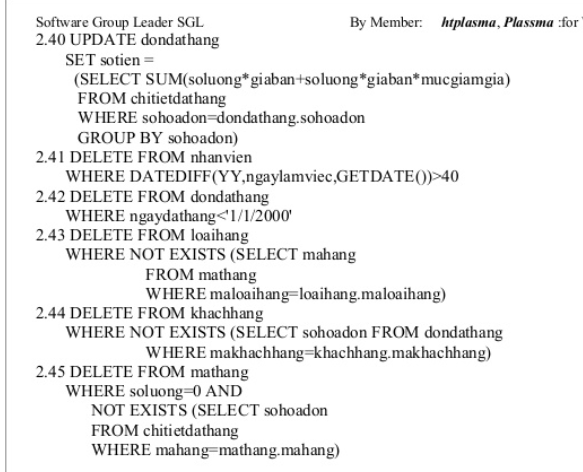 Software Group Leader SGL By Member: htplasma, Plassma :for
2.40 UPDATE dondathang
SET sotien =
(SELECT SUM(soluong*giaban+soluong*giaban*mucgiamgia)
FROM chitietdathang
WHERE sohoadon=dondathang.sohoadon
GROUP BY sohoadon)
2.41 DELETE FROM nhanvien
WHERE DATEDIFF(YY,ngaylamviec,GETDATE())>40
2.42 DELETE FROM dondathang
WHERE ngaydathang<'1/1/2000'
2.43 DELETE FROM loaihang
WHERE NOT EXISTS (SELECT mahang
FROM mathang
WHERE maloaihang=loaihang.maloaihang)
2.44 DELETE FROM khachhang
WHERE NOT EXISTS (SELECT sohoadon FROM dondathang
WHERE makhachhang=khachhang.makhachhang)
2.45 DELETE FROM mathang
WHERE soluong=0 AND
NOT EXISTS (SELECT sohoadon
FROM chitietdathang
WHERE mahang=mathang.mahang)